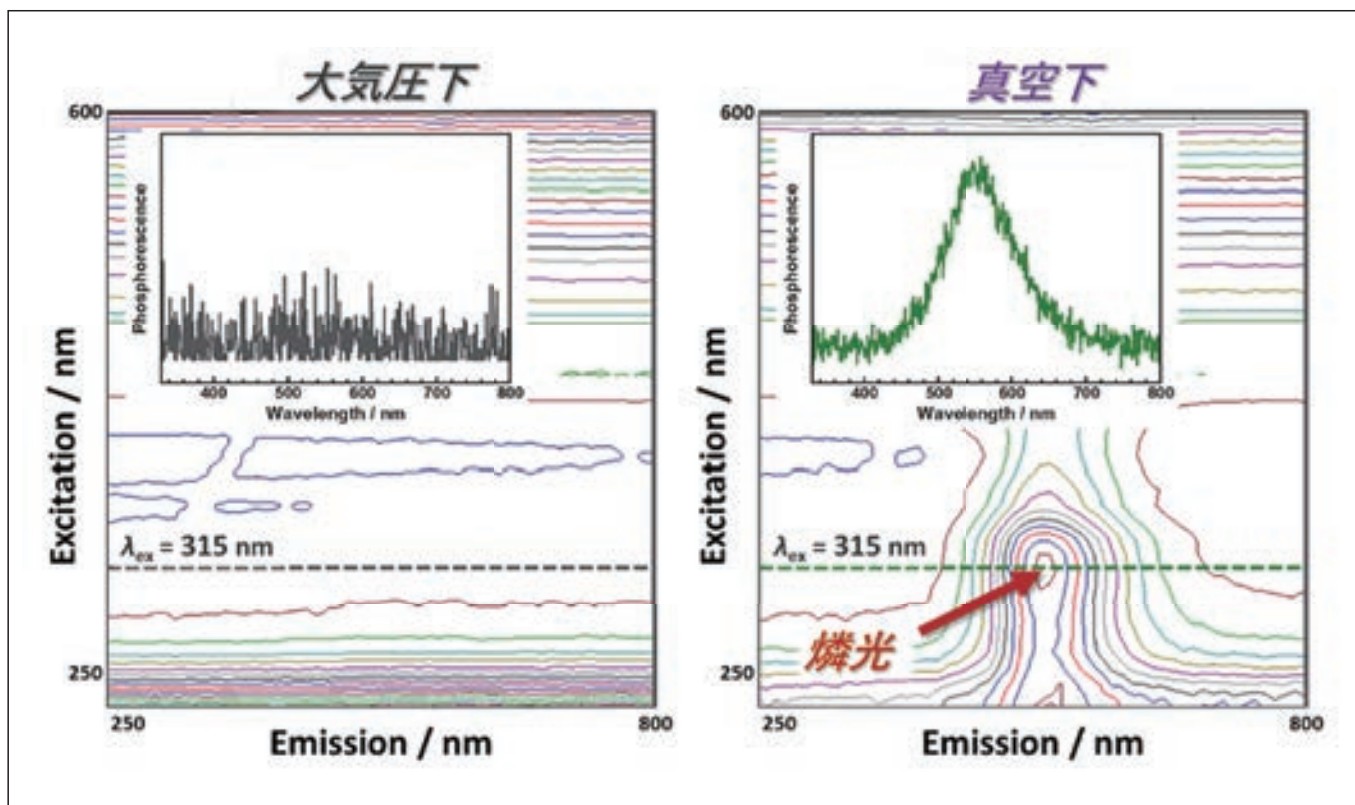 大気圧下
600
Phosphorescence
400 500 600 700 800
Wavelength / nm
Excitation / nm
λex = 315 nm
250
250 800
Emission / nm
真空下
600
Phosphorescence
400 500 600 700 800
Wavelength / nm
Excitation / nm
λex = 315 nm
燐光
250
250 800
Emission / nm